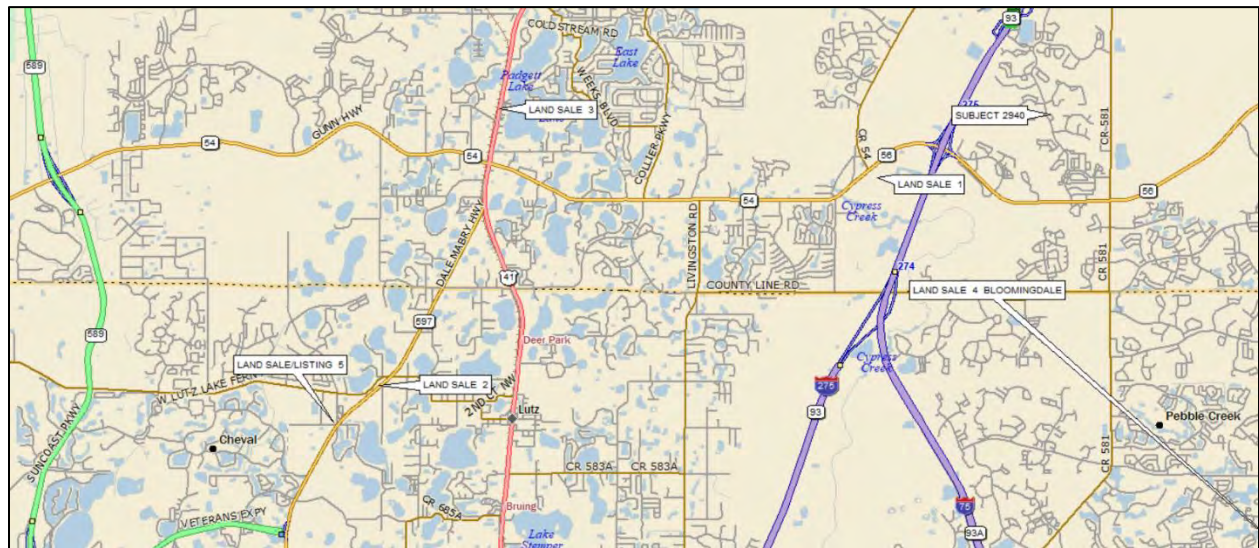 93
COLD STREAM RD
East
Lake
589
Padgett
Lake
WEEKS BLVD
LAND SALE 3
275
SUBJECT 2940
CR 581
GUNN HWY
COLLIER PKWY
CR 54
54
54
56
LAND SALE 1
56
54
Cypress
Creek
DALE MABRY HWY
LIVINGSTON RD
CR 581
41
274
COUNTY LINE RD
LAND SALE 4 BLOOMINGDALE
597
589
Deer Park
LAND SALE/LISTING 5
Cypress
Creek
W LUTZ LAKE FERN
LAND SALE 2
2ND CT NW
275
93
Lutz
Pebble Creek
Cheval
SUNCOAST PKWY
CR 581
CR 583A
CR 583A
CR 685A
Bruing
VETERANS EXPY
75
93A
Lake
Stemper